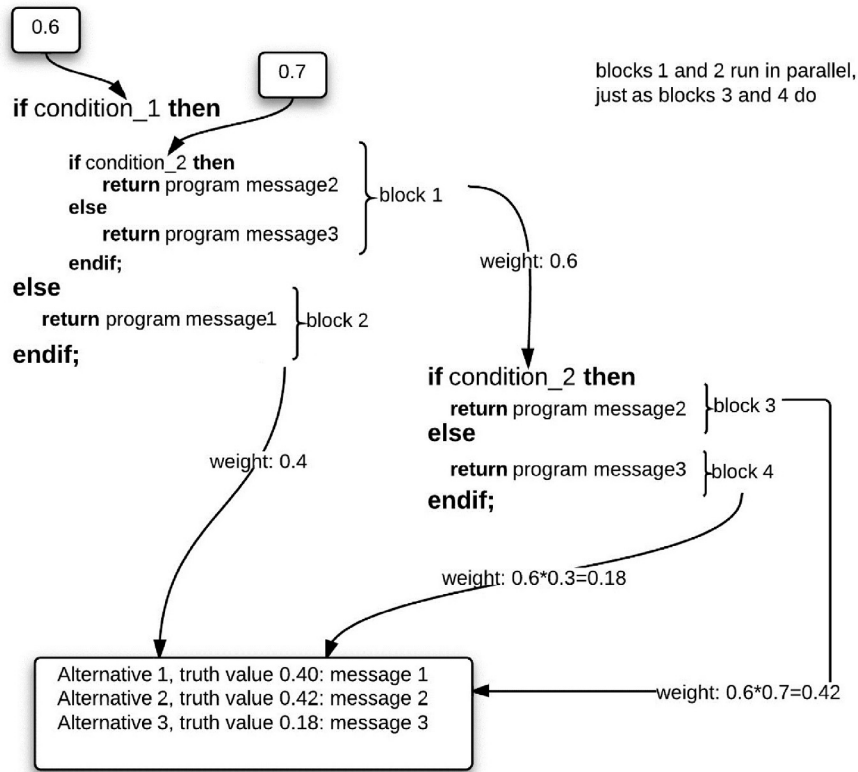 0.6
0.7
blocks 1 and 2 run in parallel,
just as blocks 3 and 4 do
if condition_1 then
if condition_2 then
return program message2
else
return program message3
endif;
block 1
else
return program message1
block 2
endif;
weight: 0.6
if condition_2 then
return program message2
block 3
else
return program message3
block 4
endif;
weight: 0.4
weight: 0.6*0.3=0.18
weight: 0.6*0.7=0.42
Alternative 1, truth value 0.40: message 1
Alternative 2, truth value 0.42: message 2
Alternative 3, truth value 0.18: message 3